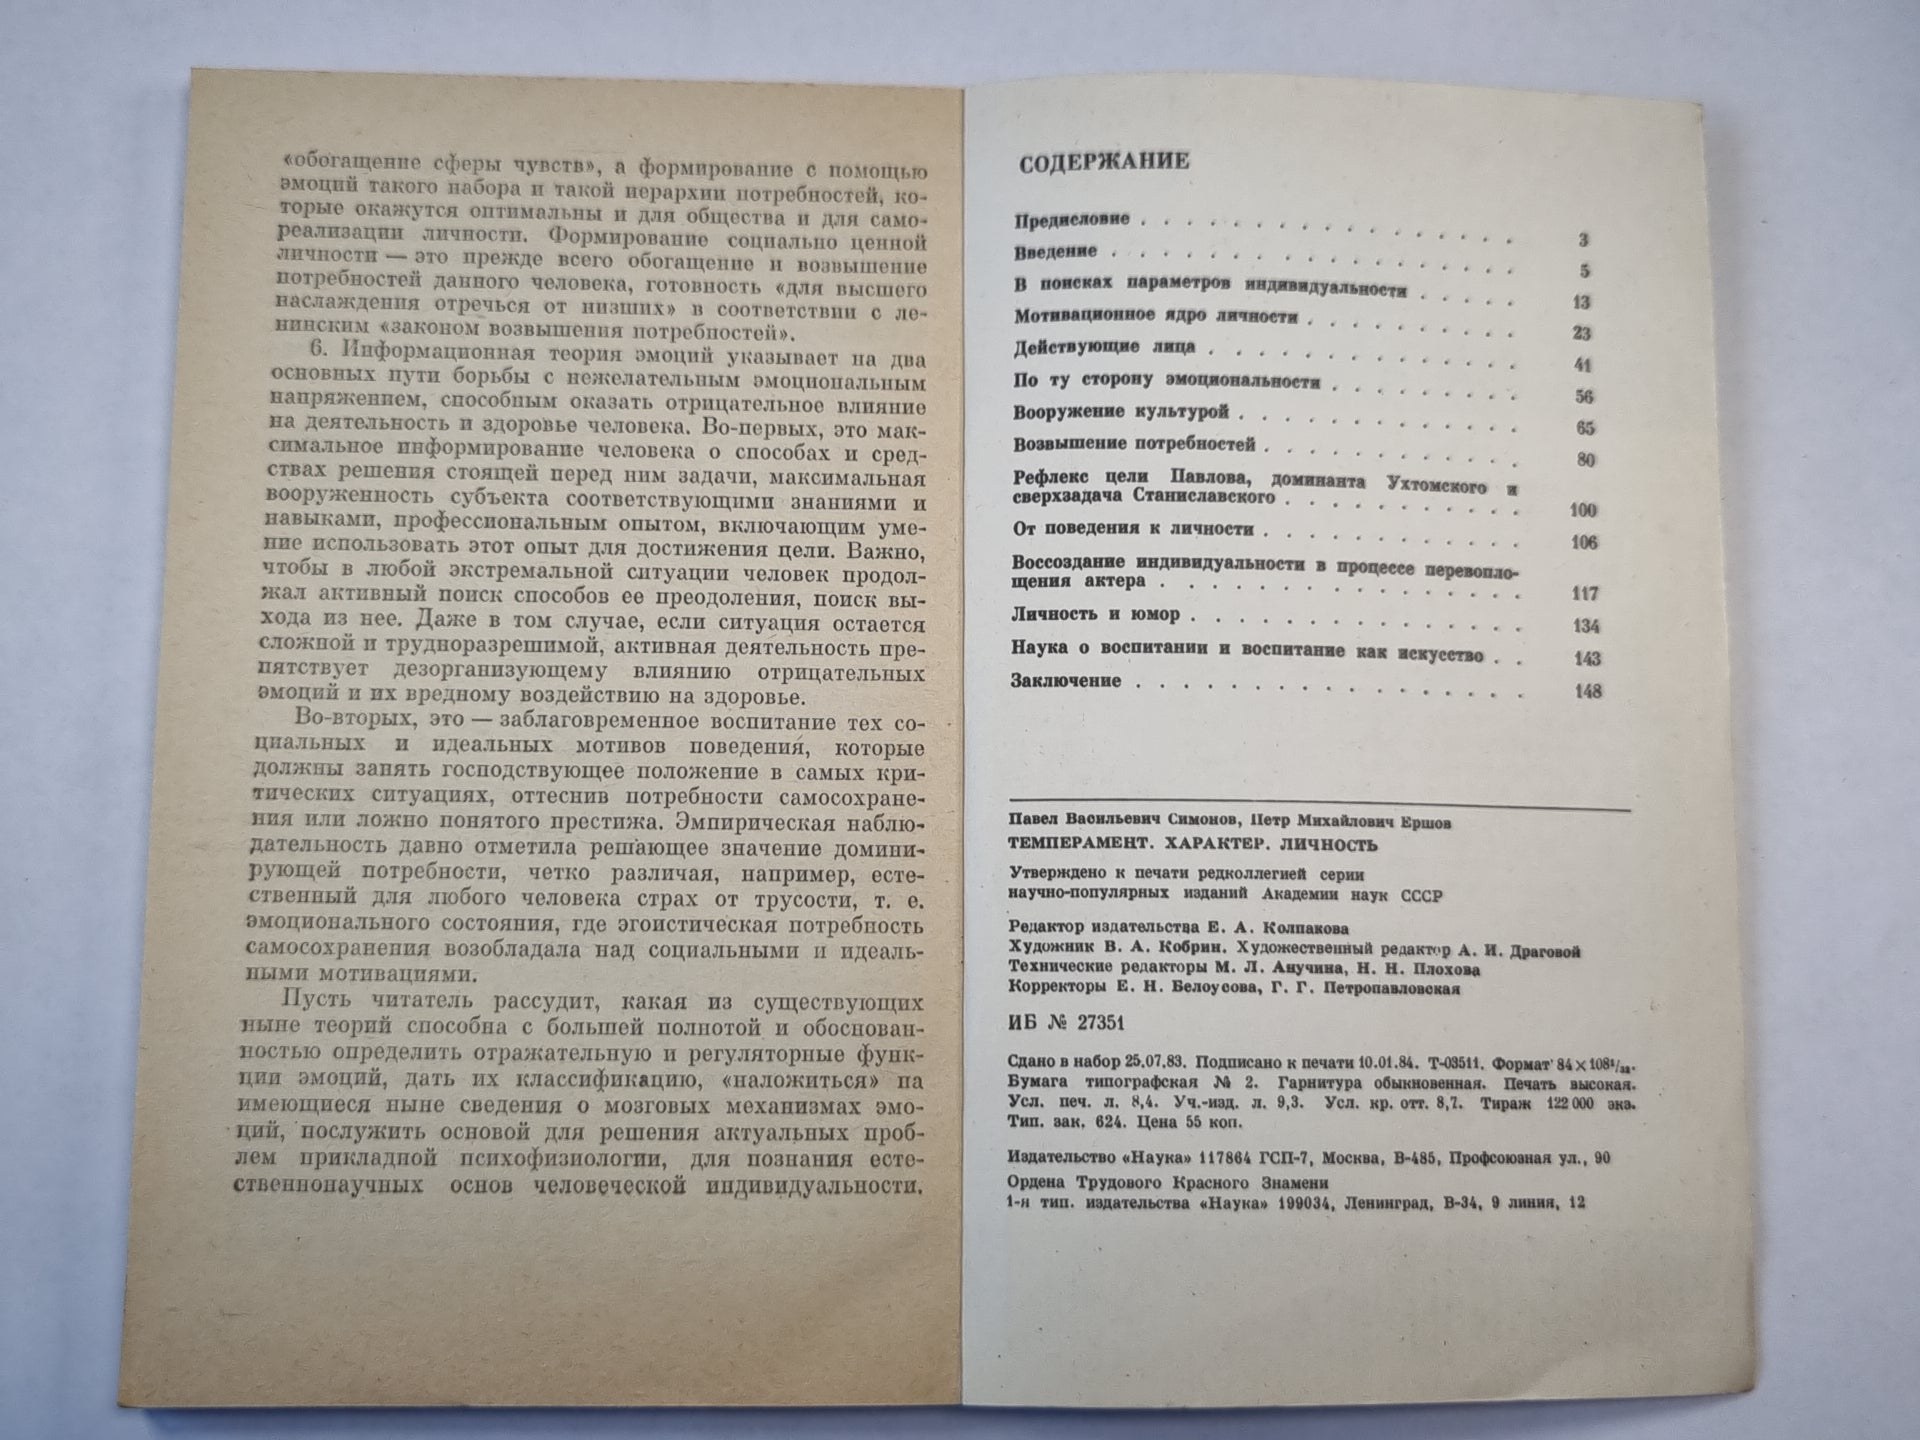 «обогащение сферы чувств», а формирование с помощью
эмоций такого набора и такой иерархии потребностей, ко-
торые окажутся оптимальны и для общества и для само-
реализации личности. Формирование социально ценной
личности — это прежде всего обогащение и возвышение
потребностей данного человека, готовность «для высшего
наслаждения отречься от низших» в соответствии с ле-
нинским «законом возвышения потребностей».
6. Информационная теория эмоций указывает на два
основных пути борьбы с нежелательным эмоциональным
напряжением, способным оказать отрицательное влияние
на деятельность и здоровье человека. Во-первых, это мак-
симальное информирование человека о способах и сред-
ствах решения стоящей перед ним задачи, максимальная
вооруженность субъекта соответствующими знаниями и
навыками, профессиональным опытом, включающим уме-
ние использовать этот опыт для достижения цели. Важно,
чтобы в любой экстремальной ситуации человек продол-
жал активный поиск способов ее преодоления, поиск вы-
хода из нее. Даже в том случае, если ситуация остается
сложной и трудноразрешимой, активная деятельность пре-
пятствует дезорганизующему влиянию отрицательных
эмоций и их вредному воздействию на здоровье.
Во-вторых, это — заблаговременное воспитание тех со-
циальных и идеальных мотивов поведения, которые
должны занять господствующее положение в самых кри-
тических ситуациях, оттеснив потребности самосохране-
ния или ложно понятого престижа. Эмпирическая наблю-
дательность давно отметила решающее значение домини-
рующей потребности, четко различая, например, есте-
ственный для любого человека страх от трусости, т. е.
эмоционального состояния, где эгоистическая потребность
самосохранения возобладала над социальными и идеаль-
ными мотивациями.
Пусть читатель рассудит, какая из существующих
ныне теорий способна с большей полнотой и обоснован-
ностью определить отражательную и регуляторные функ-
ции эмоций, дать их классификацию, «наложиться» на
имеющиеся ныне сведения о мозговых механизмах эмо-
ций, послужить основой для решения актуальных проб-
лем прикладной психофизиологии, для познания есте-
ственнонаучных основ человеческой индивидуальности.
СОДЕРЖАНИЕ
Предисловие . . . . . . . . . . . . . . . . . 3
Введение . . . . . . . . . . . . . . . . . . 5
В поисках параметров индивидуальности . . . . . 13
Мотивационное ядро личности . . . . . . . . . . 23
Действующие лица . . . . . . . . . . . . . . 41
По ту сторону эмоциональности . . . . . . . . . 56
Вооружение культурой . . . . . . . . . . . . . 65
Возвышение потребностей . . . . . . . . . . . . 80
Рефлекс цели Павлова, доминанта Ухтомского и
сверхзадача Станиславского . . . . . . . . . . . 100
От поведения к личности . . . . . . . . . . . . 106
Воссоздание индивидуальности в процессе перевопло-
щения актера . . . . . . . . . . . . . . . . 117
Личность и юмор . . . . . . . . . . . . . . . 134
Наука о воспитании и воспитание как искусство . . 143
Заключение . . . . . . . . . . . . . . . . . 148
Павел Васильевич Симонов, Петр Михайлович Ершов
ТЕМПЕРАМЕНТ. ХАРАКТЕР. ЛИЧНОСТЬ
Утверждено к печати редколлегией серии
научно-популярных изданий Академии наук СССР
Редактор издательства Е. А. Колпакова
Художник В. А. Кобрин. Художественный редактор А. И. Драговой
Технические редакторы М. Л. Анучина, Н. Н. Плохова
Корректоры Е. Н. Белоусова, Г. Г. Петропавловская
ИБ № 27351
Сдано в набор 25.07.83. Подписано к печати 10.01.84. Т-03511. Формат 84×108¹/₃₂.
Бумага типографская № 2. Гарнитура обыкновенная. Печать высокая.
Усл. печ. л. 8,4. Уч.-изд. л. 9,3. Усл. кр. отт. 8,7. Тираж 122 000 экз.
Тип. зак. 624. Цена 55 коп.
Издательство «Наука» 117864 ГСП-7, Москва, В-485, Профсоюзная ул., 90
Ордена Трудового Красного Знамени
1-я тип. издательства «Наука» 199034, Ленинград, В-34, 9 линия, 12